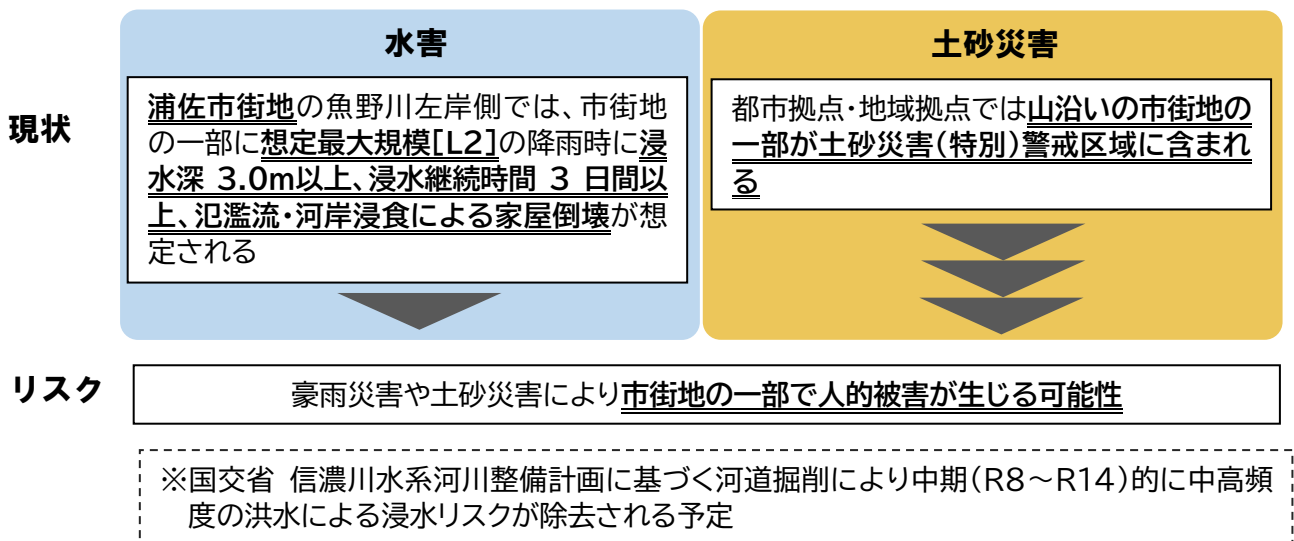 水害
土砂災害
現状
浦佐市街地の魚野川左岸側では、市街地
の一部に想定最大規模[L2]の降雨時に浸
水深 3.0m以上、浸水継続時間 3 日間以
上、氾濫流・河岸浸食による家屋倒壊が想
定される
都市拠点・地域拠点では山沿いの市街地の
一部が土砂災害(特別)警戒区域に含まれ
る
リスク
豪雨災害や土砂災害により市街地の一部で人的被害が生じる可能性
※国交省 信濃川水系河川整備計画に基づく河道掘削により中期(R8～R14)的に中高頻
度の洪水による浸水リスクが除去される予定